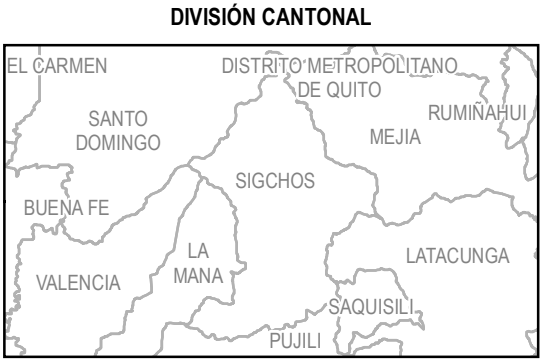 DIVISIÓN CANTONAL
EL CARMEN
DISTRITO METROPOLITANO
DE QUITO
SANTO
DOMINGO
RUMIÑAHUI
MEJIA
SIGCHOS
BUENA FE
LA
MANA
LATACUNGA
VALENCIA
SAQUISILI
PUJILI